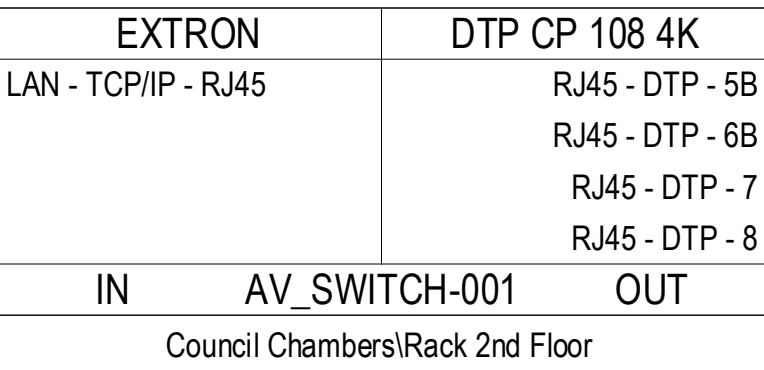 EXTRON DTP CP 108 4K
LAN - TCP/IP - RJ45 RJ45 - DTP - 5B
RJ45 - DTP - 6B
RJ45 - DTP - 7
RJ45 - DTP - 8
IN AV_SWITCH-001 OUT
Council Chambers\Rack 2nd Floor